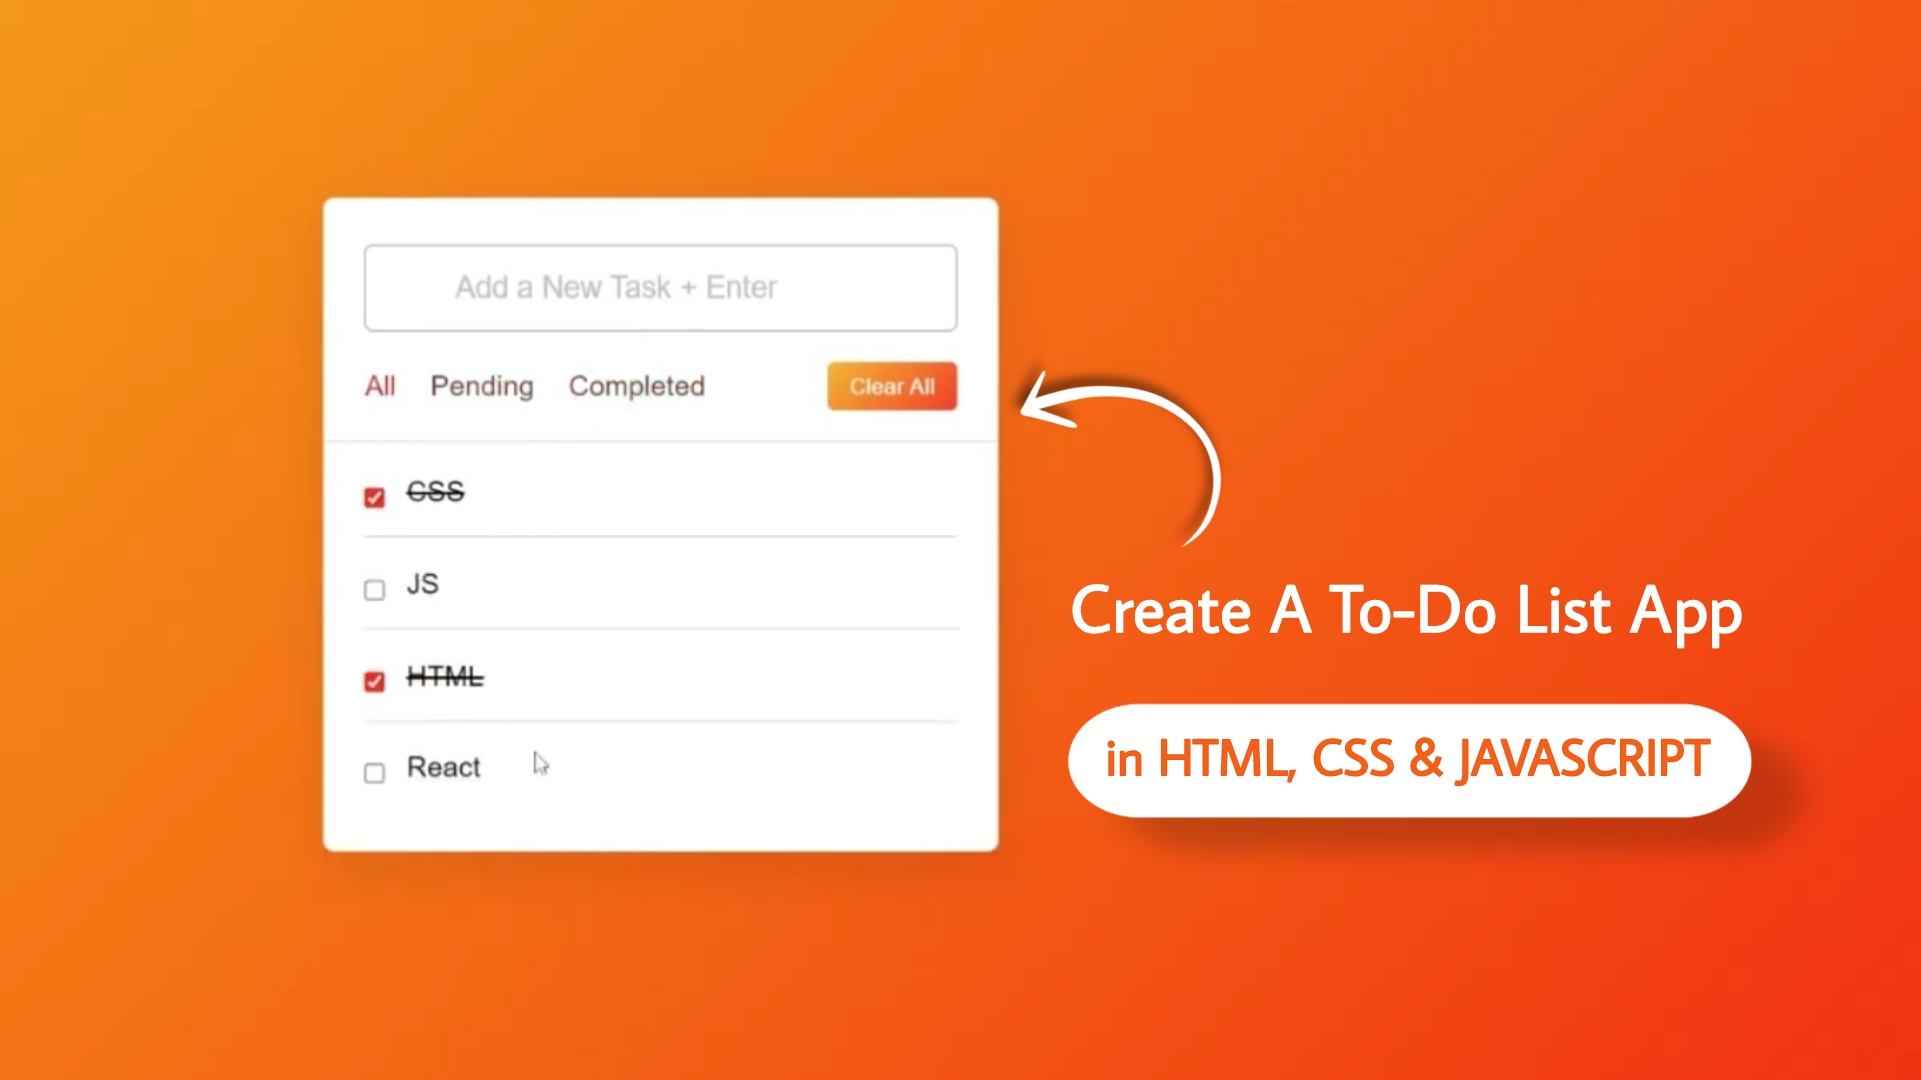 Add a New Task + Enter
All Pending Completed Clear All
CSS
JS
HTML
React
Create A To-Do List App
in HTML, CSS & JAVASCRIPT